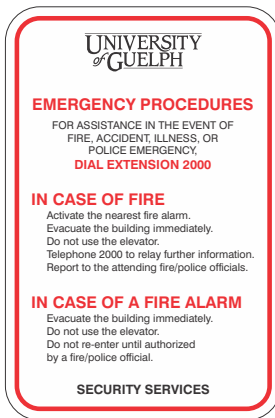 UNIVERSITY
of GUELPH
EMERGENCY PROCEDURES
FOR ASSISTANCE IN THE EVENT OF
FIRE, ACCIDENT, ILLNESS, OR
POLICE EMERGENCY,
DIAL EXTENSION 2000
IN CASE OF FIRE
Activate the nearest fire alarm.
Evacuate the building immediately.
Do not use the elevator.
Telephone 2000 to relay further information.
Report to the attending fire/police officials.
IN CASE OF A FIRE ALARM
Evacuate the building immediately.
Do not use the elevator.
Do not re-enter until authorized
by a fire/police official.
SECURITY SERVICES